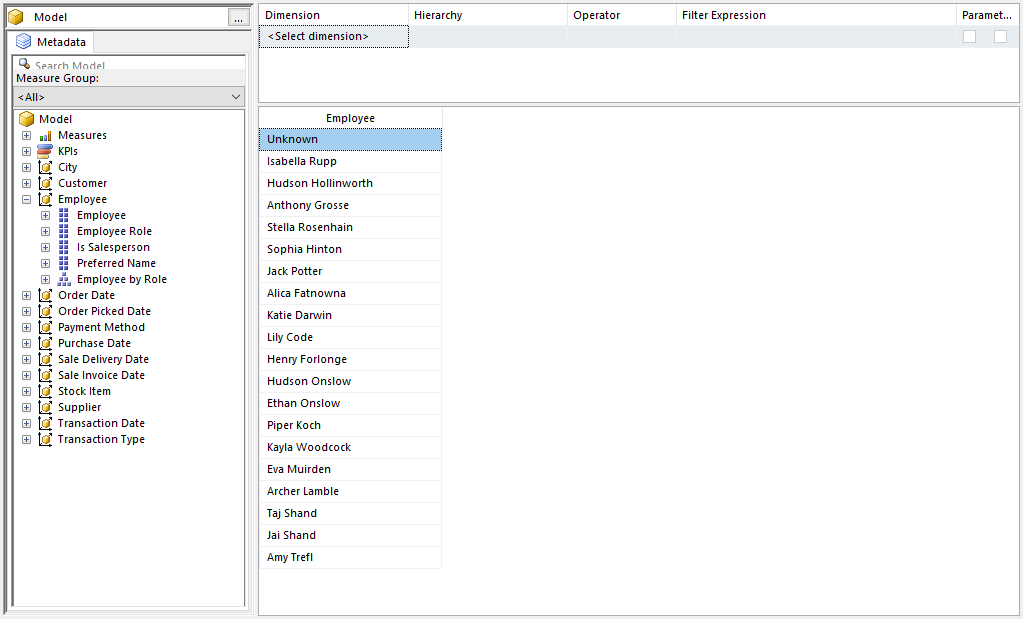 Model
...
Metadata
Search Model
Measure Group:
<All>
Model
Measures
KPIs
City
Customer
Employee
Employee
Employee Role
Is Salesperson
Preferred Name
Employee by Role
Order Date
Order Picked Date
Payment Method
Purchase Date
Sale Delivery Date
Sale Invoice Date
Stock Item
Supplier
Transaction Date
Transaction Type
Dimension Hierarchy Operator Filter Expression Paramet...
<Select dimension>
Employee
Unknown
Isabella Rupp
Hudson Hollinworth
Anthony Grosse
Stella Rosenhain
Sophia Hinton
Jack Potter
Alica Fatnowna
Katie Darwin
Lily Code
Henry Forlonge
Hudson Onslow
Ethan Onslow
Piper Koch
Kayla Woodcock
Eva Muirden
Archer Lamble
Taj Shand
Jai Shand
Amy Trefl